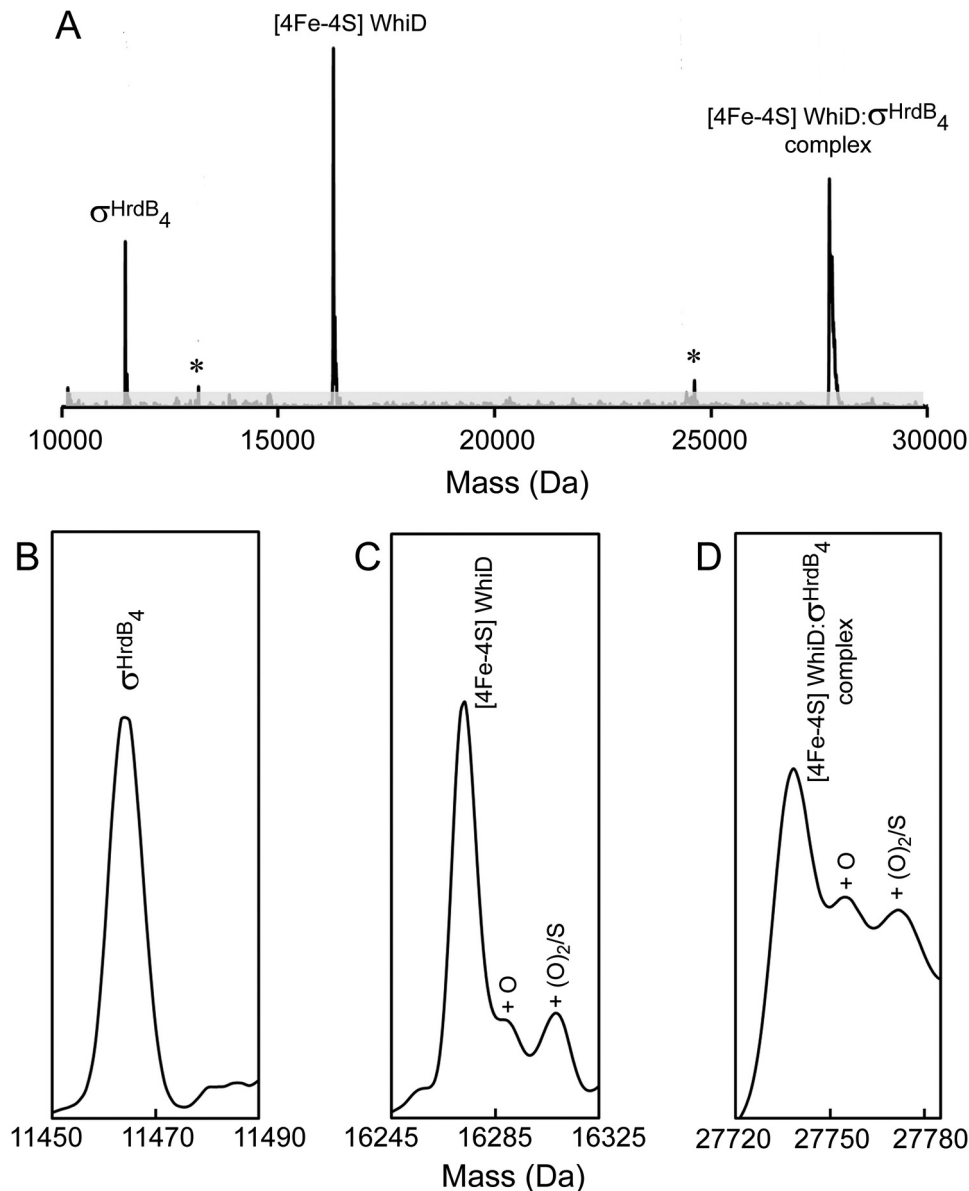 A
[4Fe-4S] WhiD
[4Fe-4S] WhiD:σHrdB4
complex
σHrdB4
*
*
10000 15000 20000 25000 30000
Mass (Da)
B
σHrdB4
11450 11470 11490
C
[4Fe-4S] WhiD
+ O
+ (O)2/S
16245 16285 16325
D
[4Fe-4S] WhiD:σHrdB4
complex
+ O
+ (O)2/S
27720 27750 27780
Mass (Da)